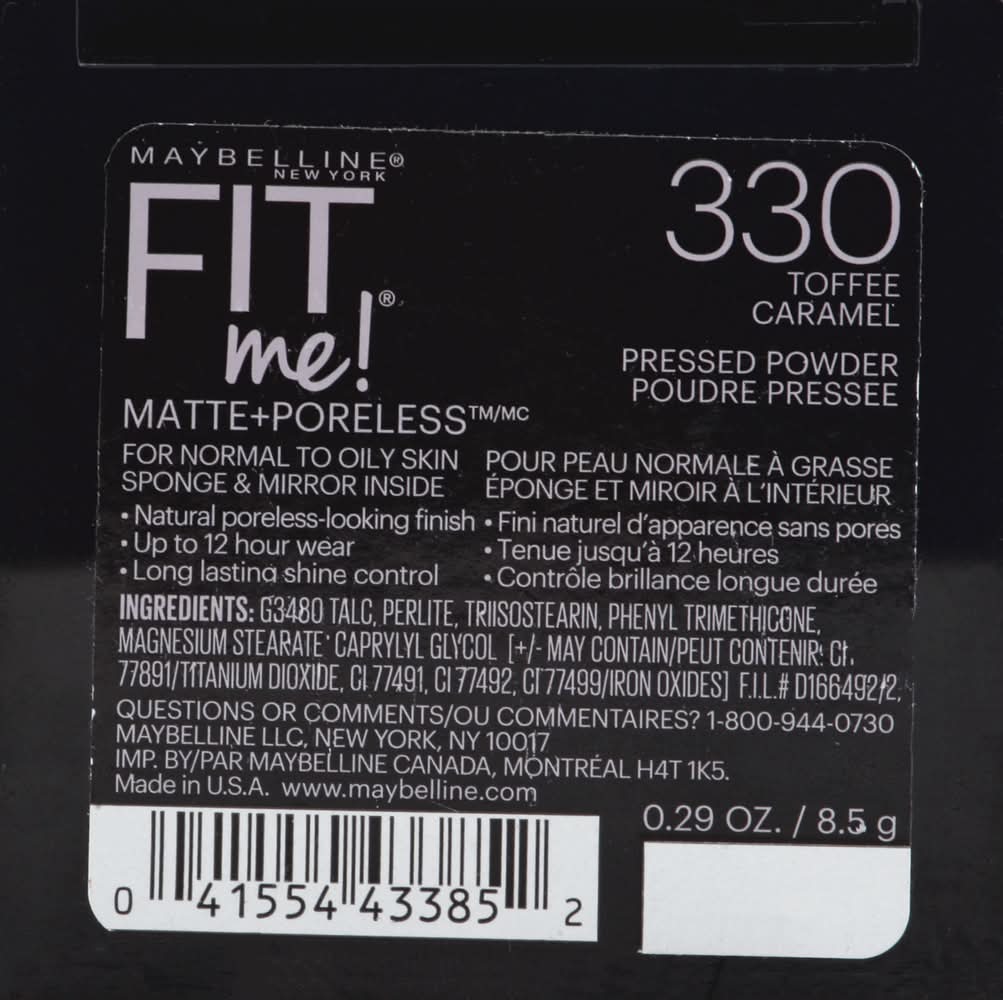 MAYBELLINE®
NEW YORK
FIT
me!®
MATTE+PORELESS™/MC
330
TOFFEE
CARAMEL
PRESSED POWDER
POUDRE PRESSEE
FOR NORMAL TO OILY SKIN
SPONGE & MIRROR INSIDE
• Natural poreless-looking finish
• Up to 12 hour wear
• Long lasting shine control
POUR PEAU NORMALE À GRASSE
ÉPONGE ET MIROIR À L'INTÉRIEUR
• Fini naturel d'apparence sans pores
• Tenue jusqu'à 12 heures
• Contrôle brillance longue durée
INGREDIENTS: G3480 TALC, PERLITE, TRIISOSTEARIN, PHENYL TRIMETHICONE,
MAGNESIUM STEARATE, CAPRYLYL GLYCOL [+/- MAY CONTAIN/PEUT CONTENIR: CI
77891/TITANIUM DIOXIDE, CI 77491, CI 77492, CI 77499/IRON OXIDES] F.I.L.# D166492/2.
QUESTIONS OR COMMENTS/OU COMMENTAIRES? 1-800-944-0730
MAYBELLINE LLC, NEW YORK, NY 10017
IMP. BY/PAR MAYBELLINE CANADA, MONTRÉAL H4T 1K5.
Made in U.S.A. www.maybelline.com
0.29 OZ. / 8.5 g
0 41554 43385 2